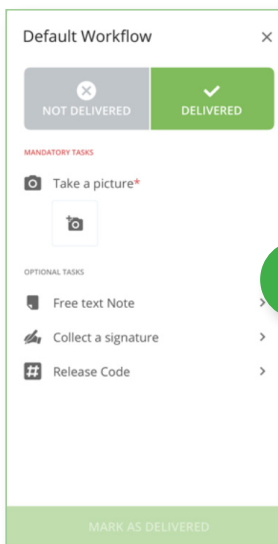 Default Workflow
NOT DELIVERED
DELIVERED
MANDATORY TASKS
Take a picture*
OPTIONAL TASKS
Free text Note
Collect a signature
Release Code
MARK AS DELIVERED